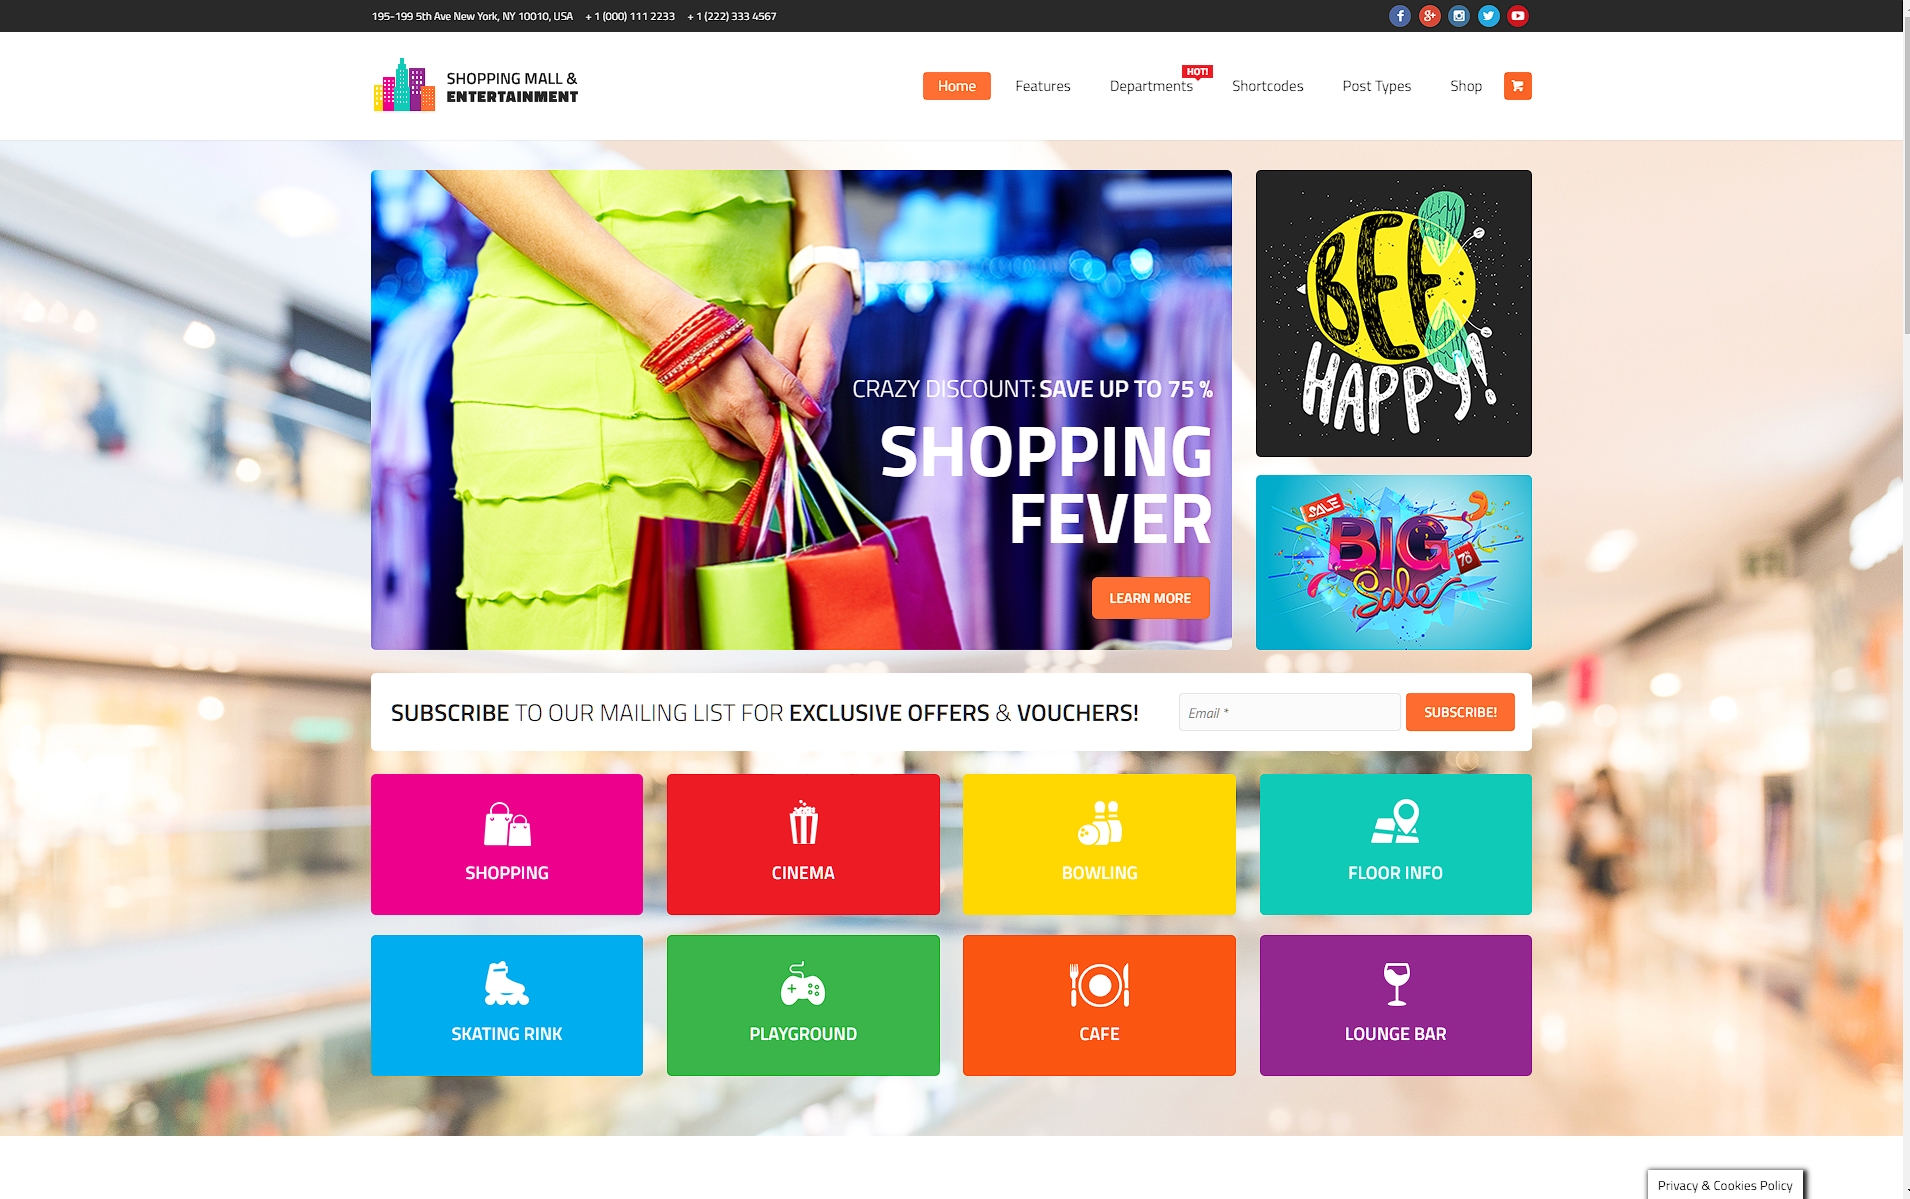 195-199 5th Ave New York, NY 10010, USA + 1 (000) 111 2233 + 1 (222) 333 4567
SHOPPING MALL &
ENTERTAINMENT
Home Features Departments HOT! Shortcodes Post Types Shop
CRAZY DISCOUNT: SAVE UP TO 75 %
SHOPPING
FEVER
LEARN MORE
BEE
HAPPY!
SALE
BIG
70%
Sale
SUBSCRIBE TO OUR MAILING LIST FOR EXCLUSIVE OFFERS & VOUCHERS!
Email *
SUBSCRIBE!
SHOPPING
CINEMA
BOWLING
FLOOR INFO
SKATING RINK
PLAYGROUND
CAFE
LOUNGE BAR
Privacy & Cookies Policy